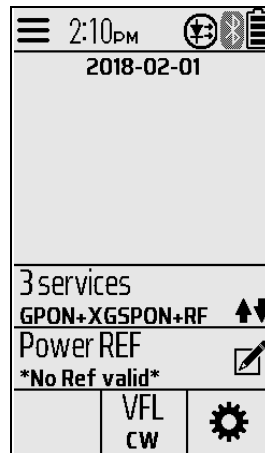 2:10PM
2018-02-01
3 services
GPON+XGSPON+RF
Power REF
*No Ref valid*
VFL
CW